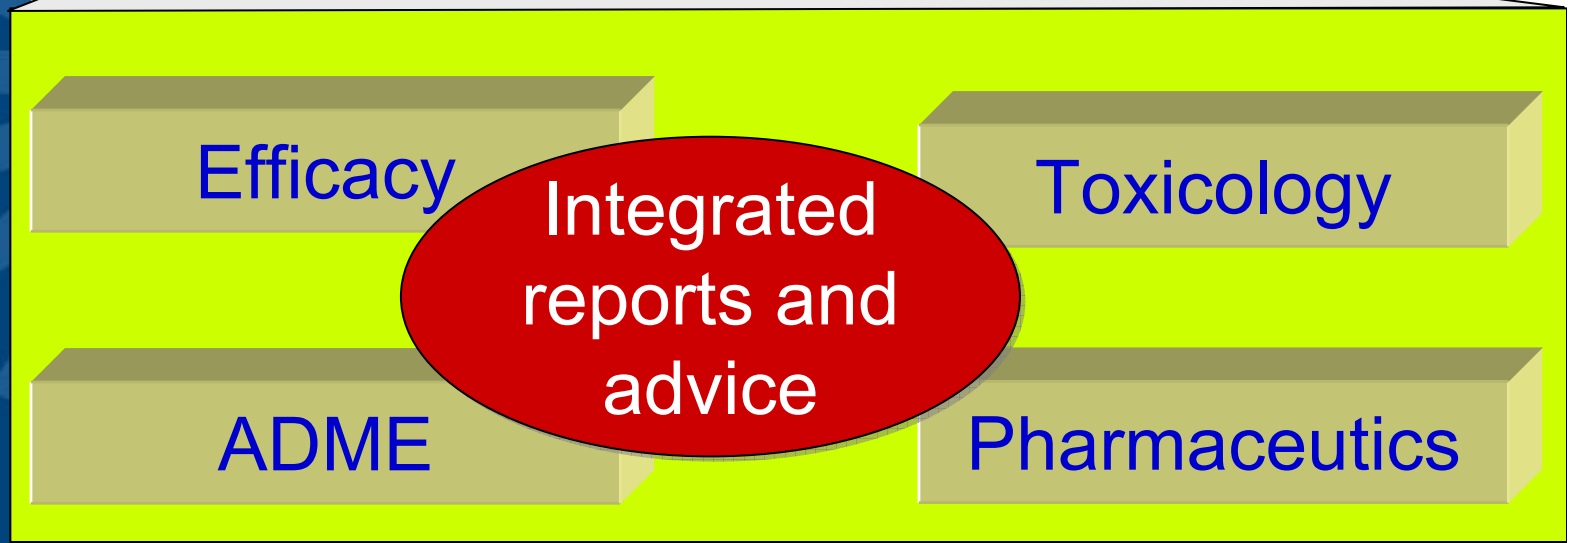 Efficacy
Toxicology
Integrated
reports and
advice
ADME
Pharmaceutics